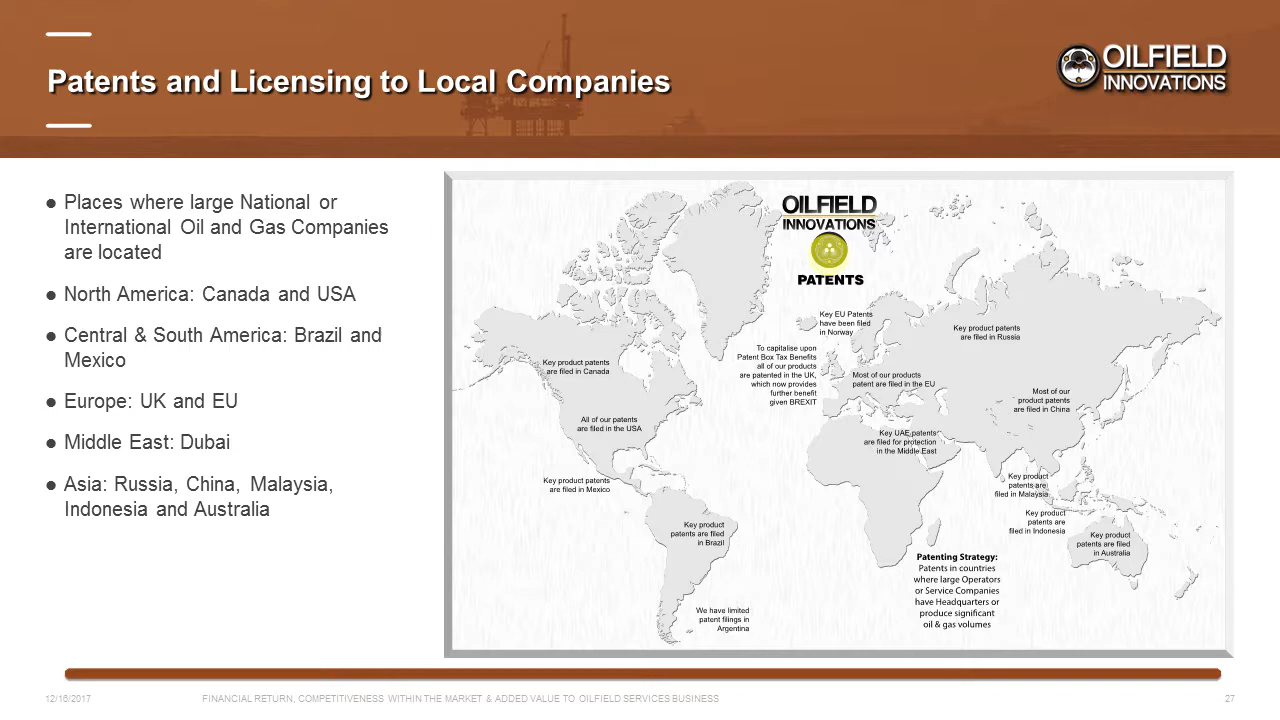 Patents and Licensing to Local Companies
OILFIELD
INNOVATIONS
● Places where large National or
International Oil and Gas Companies
are located
● North America: Canada and USA
● Central & South America: Brazil and
Mexico
● Europe: UK and EU
● Middle East: Dubai
● Asia: Russia, China, Malaysia,
Indonesia and Australia
OILFIELD
INNOVATIONS
PATENTS
Key EU Patents
have been filed
in Norway
Key product patents
are filed in Russia
To capitalise upon
Patent Box Tax Benefits
all of our products
are patented in the UK,
which now provides
further benefit
given BREXIT
Key product patents
are filed in Canada
Most of our products
patent are filed in the EU
Most of our
product patents
are filed in China
All of our patents
are filed in the USA
Key UAE patents
are filed for protection
in the Middle East
Key product patents
are filed in Mexico
Key product
patents are
filed in Malaysia
Key product
patents are
filed in Indonesia
Key product
patents are filed
in Brazil
Key product
patents are filed
in Australia
Patenting Strategy:
Patents in countries
where large Operators
or Service Companies
have Headquarters or
produce significant
oil & gas volumes
We have limited
patent filings in
Argentina
12/16/2017
FINANCIAL RETURN, COMPETITIVENESS WITHIN THE MARKET & ADDED VALUE TO OILFIELD SERVICES BUSINESS
27